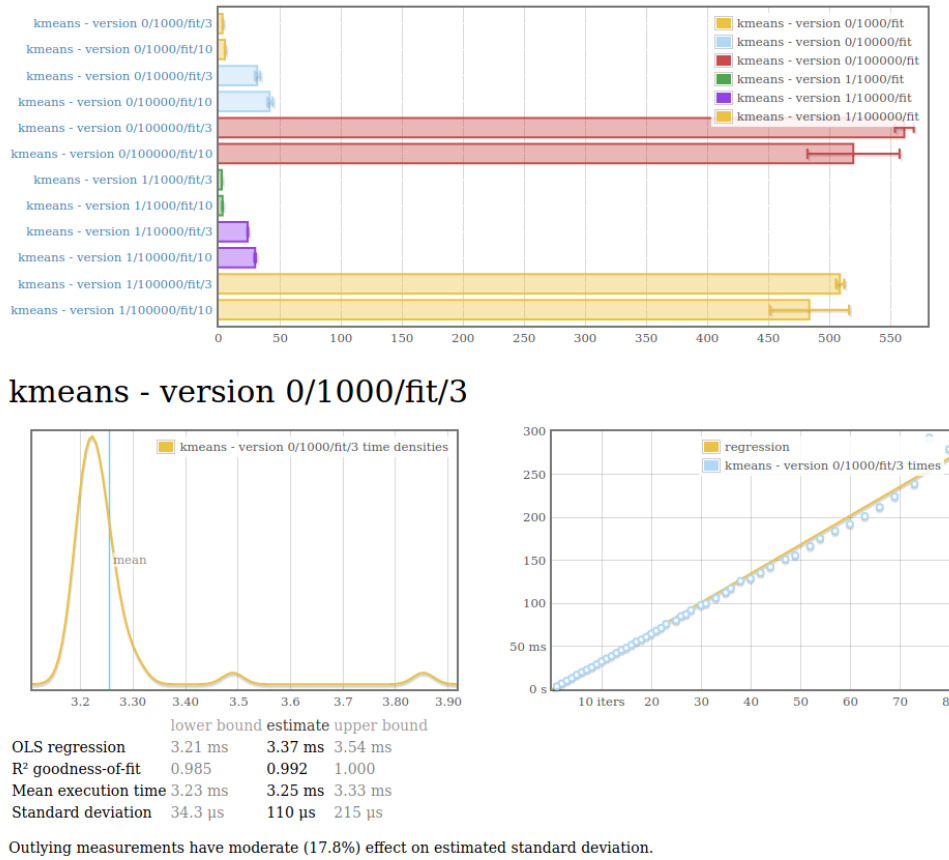 kmeans - version 0/1000/fit/3
kmeans - version 0/1000/fit/10
kmeans - version 0/10000/fit/3
kmeans - version 0/10000/fit/10
kmeans - version 0/100000/fit/3
kmeans - version 0/100000/fit/10
kmeans - version 1/1000/fit/3
kmeans - version 1/1000/fit/10
kmeans - version 1/10000/fit/3
kmeans - version 1/10000/fit/10
kmeans - version 1/100000/fit/3
kmeans - version 1/100000/fit/10
kmeans - version 0/1000/fit
kmeans - version 0/10000/fit
kmeans - version 0/100000/fit
kmeans - version 1/1000/fit
kmeans - version 1/10000/fit
kmeans - version 1/100000/fit
0 50 100 150 200 250 300 350 400 450 500 550
kmeans - version 0/1000/fit/3
kmeans - version 0/1000/fit/3 time densities
mean
3.2 3.3 3.4 3.5 3.6 3.7 3.8 3.90
regression
kmeans - version 0/1000/fit/3 times
300
250
200
150
100
50 ms
0 s
10 iters 20 30 40 50 60 70 8
lower bound estimate upper bound
OLS regression 3.21 ms 3.37 ms 3.54 ms
R² goodness-of-fit 0.985 0.992 1.000
Mean execution time 3.23 ms 3.25 ms 3.33 ms
Standard deviation 34.3 μs 110 μs 215 μs
Outlying measurements have moderate (17.8%) effect on estimated standard deviation.